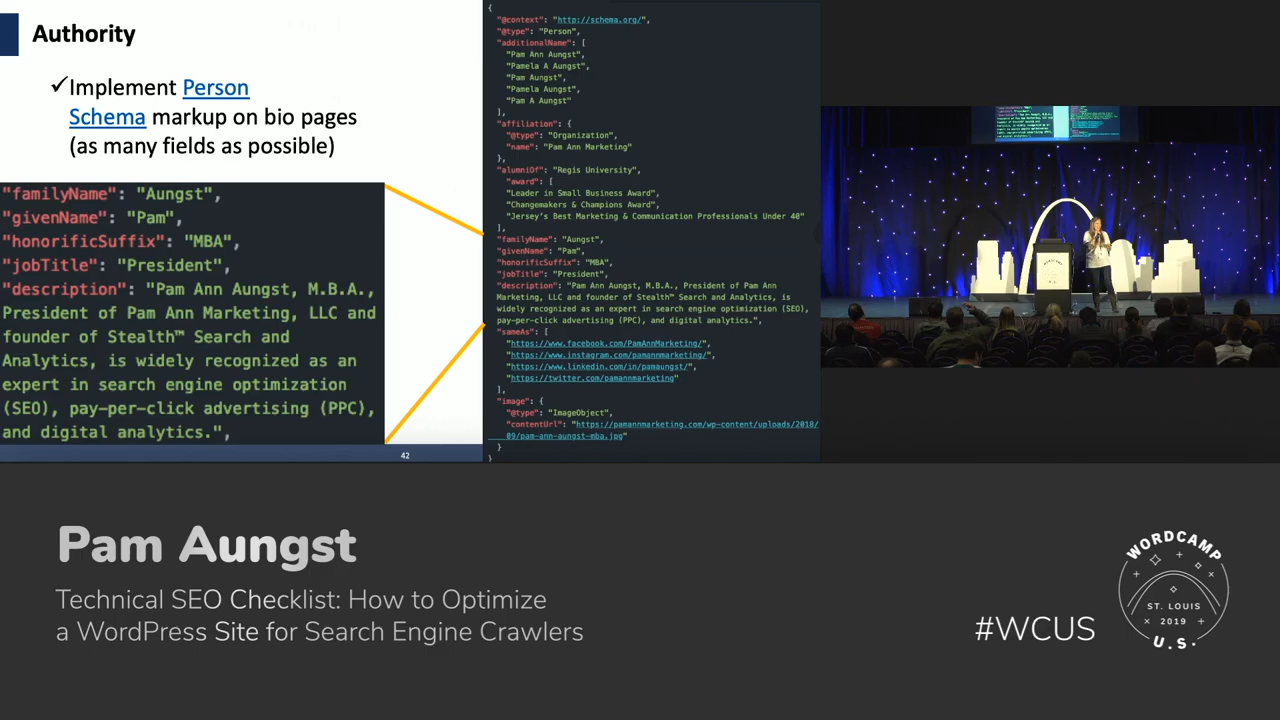 Authority
✓Implement Person
Schema markup on bio pages
(as many fields as possible)
"familyName": "Aungst",
"givenName": "Pam",
"honorificSuffix": "MBA",
"jobTitle": "President",
"description": "Pam Ann Aungst, M.B.A.,
President of Pam Ann Marketing, LLC and
founder of Stealth™ Search and
Analytics, is widely recognized as an
expert in search engine optimization
(SEO), pay-per-click advertising (PPC),
and digital analytics.",
42
{
"@context": "http://schema.org/",
"@type": "Person",
"additionalName": [
"Pam Ann Aungst",
"Pamela A Aungst",
"Pam Aungst",
"Pamela Aungst",
"Pam A Aungst"
],
"affiliation": {
"@type": "Organization",
"name": "Pam Ann Marketing"
},
"alumniOf": "Regis University",
"award": [
"Leader in Small Business Award",
"Changemakers & Champions Award",
"Jersey's Best Marketing & Communication Professionals Under 40"
],
"familyName": "Aungst",
"givenName": "Pam",
"honorificSuffix": "MBA",
"jobTitle": "President",
"description": "Pam Ann Aungst, M.B.A., President of Pam Ann
Marketing, LLC and founder of Stealth™ Search and Analytics, is
widely recognized as an expert in search engine optimization (SEO),
pay-per-click advertising (PPC), and digital analytics.",
"sameAs": [
"https://www.facebook.com/PamAnnMarketing/",
"https://www.instagram.com/pamannmarketing/",
"https://www.linkedin.com/in/pamaungst/",
"https://twitter.com/pamannmarketing"
],
"image": {
"@type": "ImageObject",
"contentUrl": "https://pamannmarketing.com/wp-content/uploads/2018/
09/pam-ann-aungst-mba.jpg"
}
}
Pam Aungst
Technical SEO Checklist: How to Optimize
a WordPress Site for Search Engine Crawlers
#WCUS
WORDCAMP
ST. LOUIS
2019
U.S.